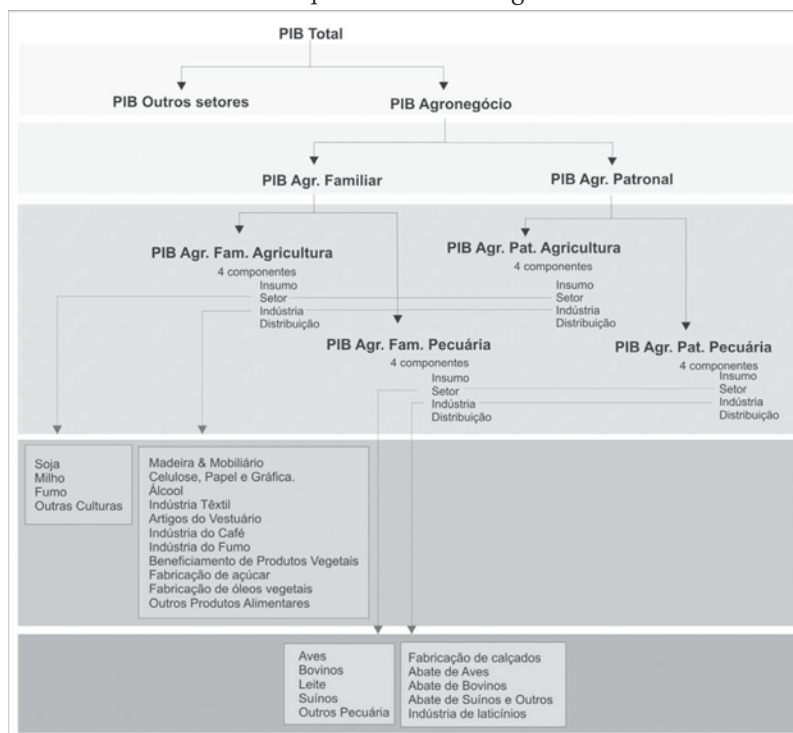 PIB Total
PIB Outros setores
PIB Agronegócio
PIB Agr. Familiar
PIB Agr. Patronal
PIB Agr. Fam. Agricultura
4 componentes
Insumo
Setor
Indústria
Distribuição
PIB Agr. Pat. Agricultura
4 componentes
Insumo
Setor
Indústria
Distribuição
PIB Agr. Fam. Pecuária
4 componentes
Insumo
Setor
Indústria
Distribuição
PIB Agr. Pat. Pecuária
4 componentes
Insumo
Setor
Indústria
Distribuição
Soja
Milho
Fumo
Outras Culturas
Madeira & Mobiliário
Celulose, Papel e Gráfica.
Álcool
Indústria Têxtil
Artigos do Vestuário
Indústria do Café
Indústria do Fumo
Beneficiamento de Produtos Vegetais
Fabricação de açúcar
Fabricação de óleos vegetais
Outros Produtos Alimentares
Aves
Bovinos
Leite
Suínos
Outros Pecuária
Fabricação de calçados
Abate de Aves
Abate de Bovinos
Abate de Suínos e Outros
Indústria de laticínios